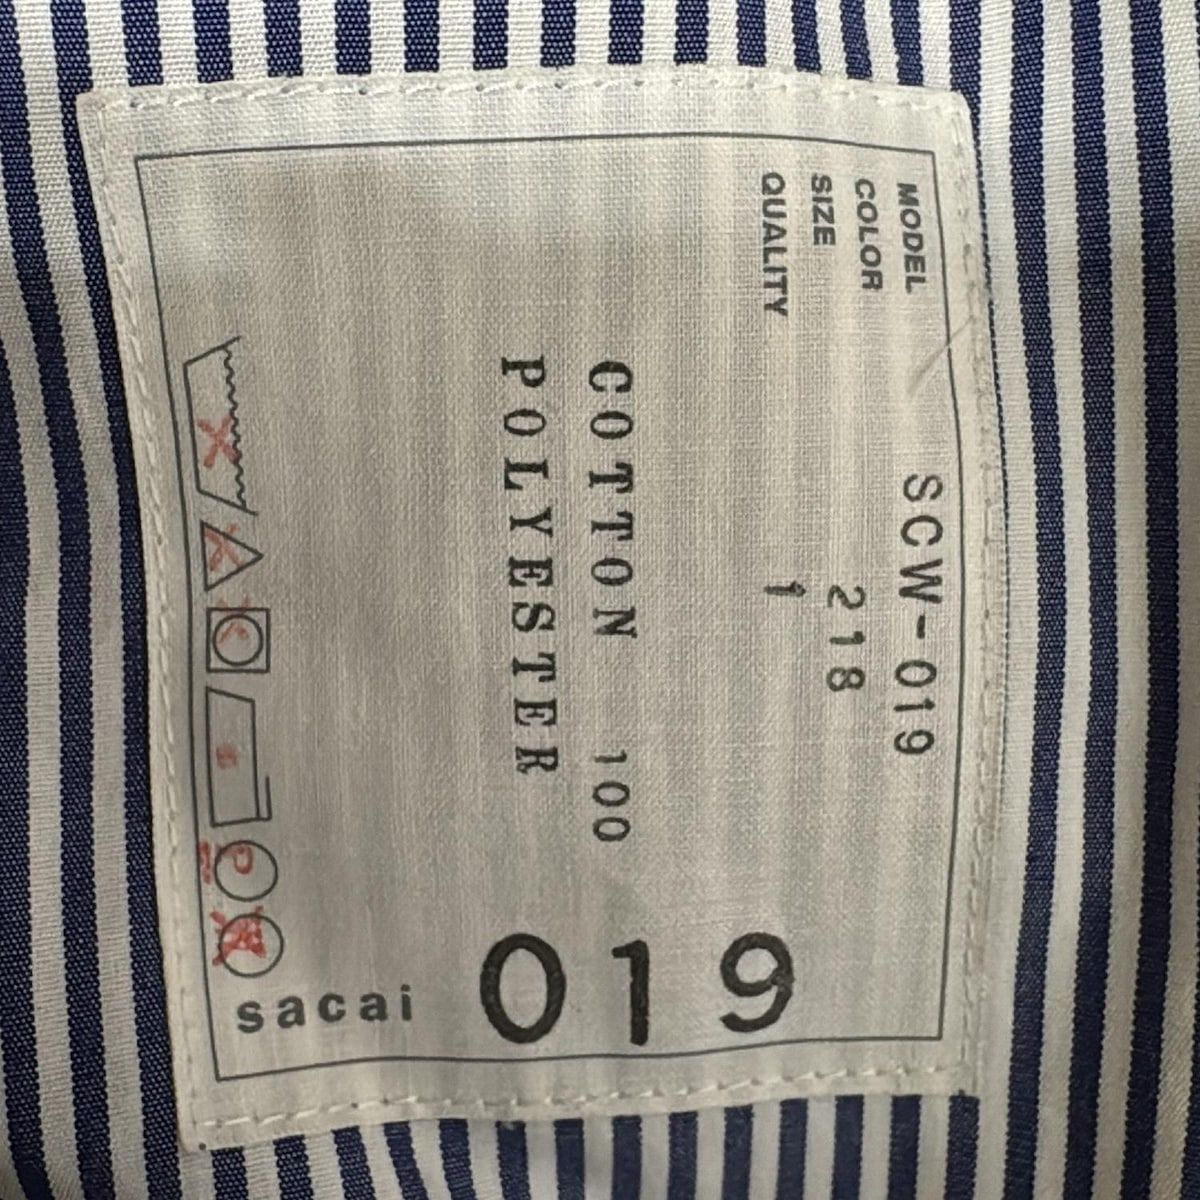 MODEL SCW-019
COLOR 218
SIZE 1
QUALITY
COTTON 100
POLYESTER
019
sacai